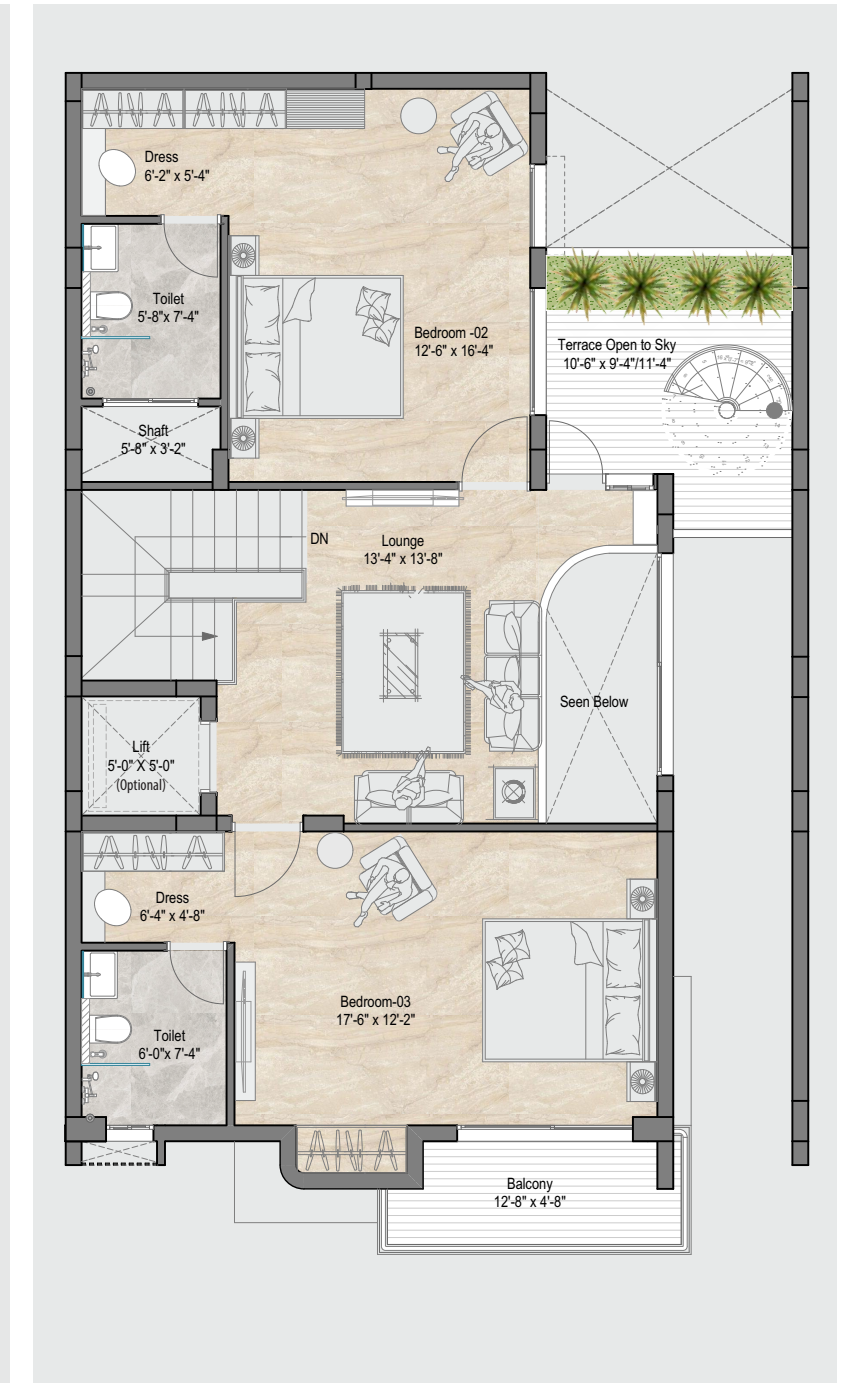 Dress
6'-2" x 5'-4"
Toilet
5'-8"x 7'-4"
Bedroom -02
12'-6" x 16'-4"
Terrace Open to Sky
10'-6" x 9'-4"/11'-4"
Shaft
5'-8" x 3'-2"
DN
Lounge
13'-4" x 13'-8"
Seen Below
Lift
5'-0" X 5'-0"
(Optional)
Dress
6'-4" x 4'-8"
Bedroom-03
17'-6" x 12'-2"
Toilet
6'-0"x 7'-4"
Balcony
12'-8" x 4'-8"